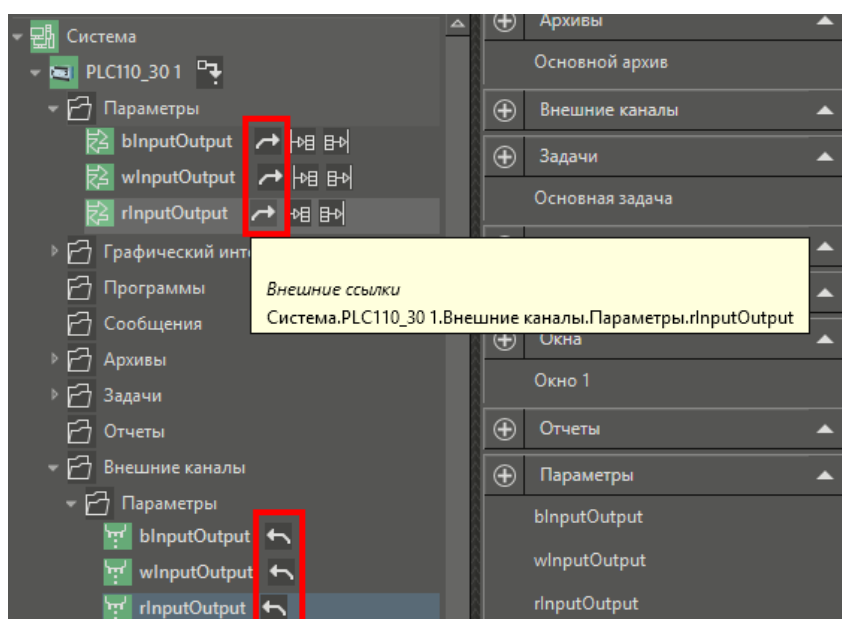 Система
PLC110_30 1
Параметры
bInputOutput
wInputOutput
rInputOutput
Графический инт
Программы
Сообщения
Архивы
Задачи
Отчеты
Внешние каналы
Параметры
bInputOutput
wInputOutput
rInputOutput
Внешние ссылки
Система.PLC110_30 1.Внешние каналы.Параметры.rInputOutput
Архивы
Основной архив
Внешние каналы
Задачи
Основная задача
Окна
Окно 1
Отчеты
Параметры
bInputOutput
wInputOutput
rInputOutput